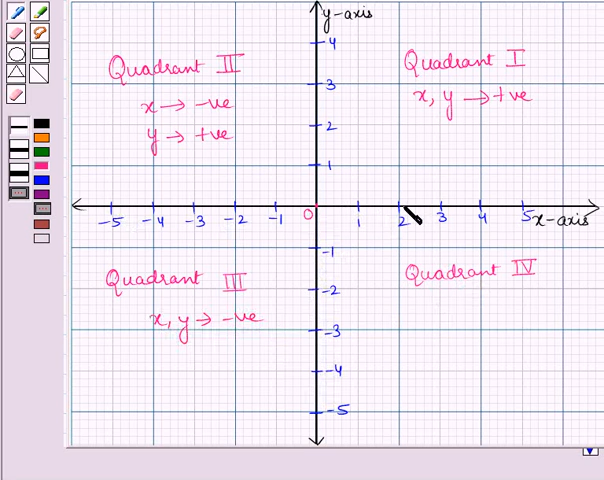 y-axis
4
3
2
1
Quadrant II
x → -ve
y → +ve
Quadrant I
x, y → +ve
-5 -4 -3 -2 -1 0 1 2 3 4 5 x-axis
-1
-2
-3
-4
-5
Quadrant III
x, y → -ve
Quadrant IV